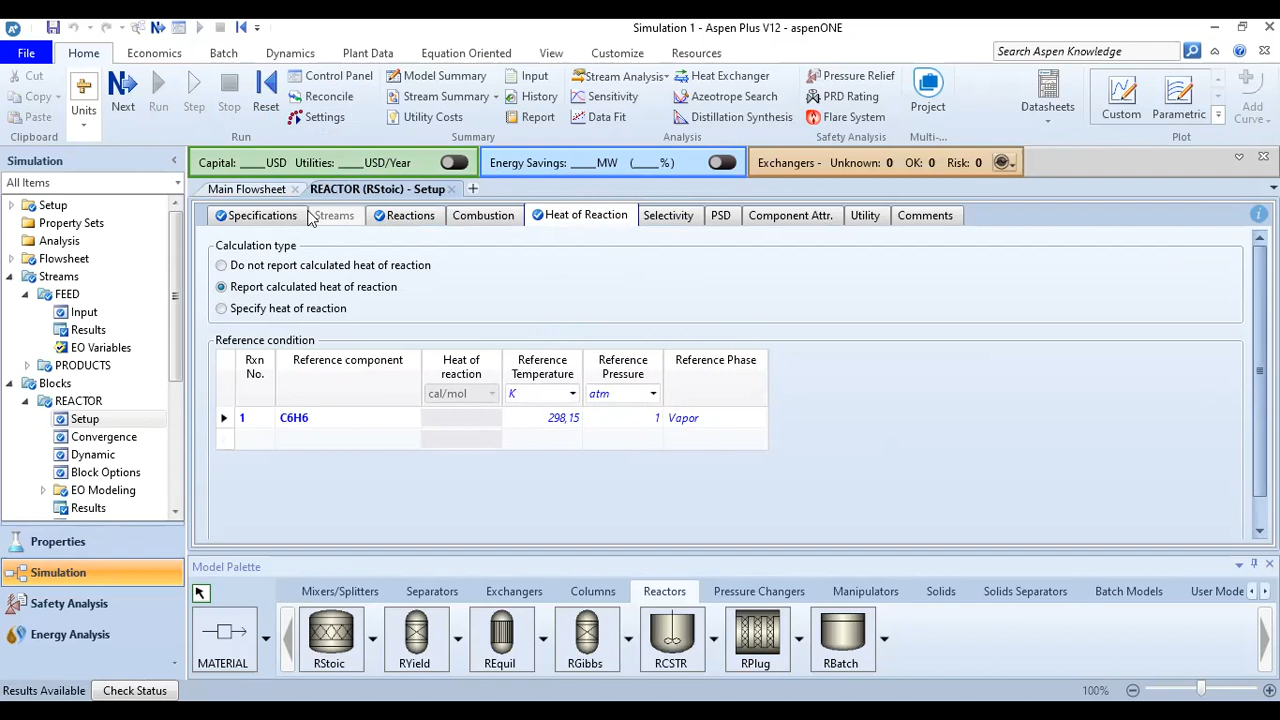 Simulation 1 - Aspen Plus V12 - aspenONE
File Home Economics Batch Dynamics Plant Data Equation Oriented View Customize Resources Search Aspen Knowledge
Cut Copy Paste Clipboard
Units
Next Run Step Stop Reset Control Panel Reconcile Settings Run
Model Summary Stream Summary Utility Costs Input History Report Summary
Stream Analysis Sensitivity Data Fit Heat Exchanger Azeotrope Search Distillation Synthesis Analysis
Pressure Relief PRD Rating Flare System Safety Analysis
Project Multi-...
Datasheets
Custom Parametric Add Curve Plot
Simulation
All Items
Setup
Property Sets
Analysis
Flowsheet
Streams
FEED
Input
Results
EO Variables
PRODUCTS
Blocks
REACTOR
Setup
Convergence
Dynamic
Block Options
EO Modeling
Results
Properties
Simulation
Safety Analysis
Energy Analysis
Capital: ____USD Utilities: ____USD/Year Energy Savings: ____MW (____%) Exchangers - Unknown: 0 OK: 0 Risk: 0
Main Flowsheet REACTOR (RStoic) - Setup
Specifications Streams Reactions Combustion Heat of Reaction Selectivity PSD Component Attr. Utility Comments
Calculation type
Do not report calculated heat of reaction
Report calculated heat of reaction
Specify heat of reaction
Reference condition
Rxn No. Reference component Heat of reaction Reference Temperature Reference Pressure Reference Phase
cal/mol K atm
1 C6H6 298,15 1 Vapor
Model Palette
Mixers/Splitters Separators Exchangers Columns Reactors Pressure Changers Manipulators Solids Solids Separators Batch Models User Mode
MATERIAL RStoic RYield REquil RGibbs RCSTR RPlug RBatch
Results Available Check Status 100%